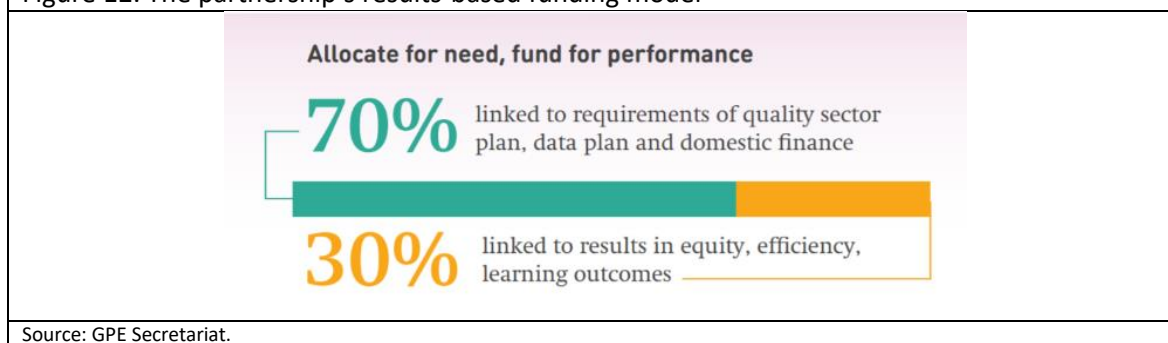 Figure 12. The partnership's results-based funding model
Allocate for need, fund for performance
70%
linked to requirements of quality sector
plan, data plan and domestic finance
30%
linked to results in equity, efficiency,
learning outcomes
Source: GPE Secretariat.